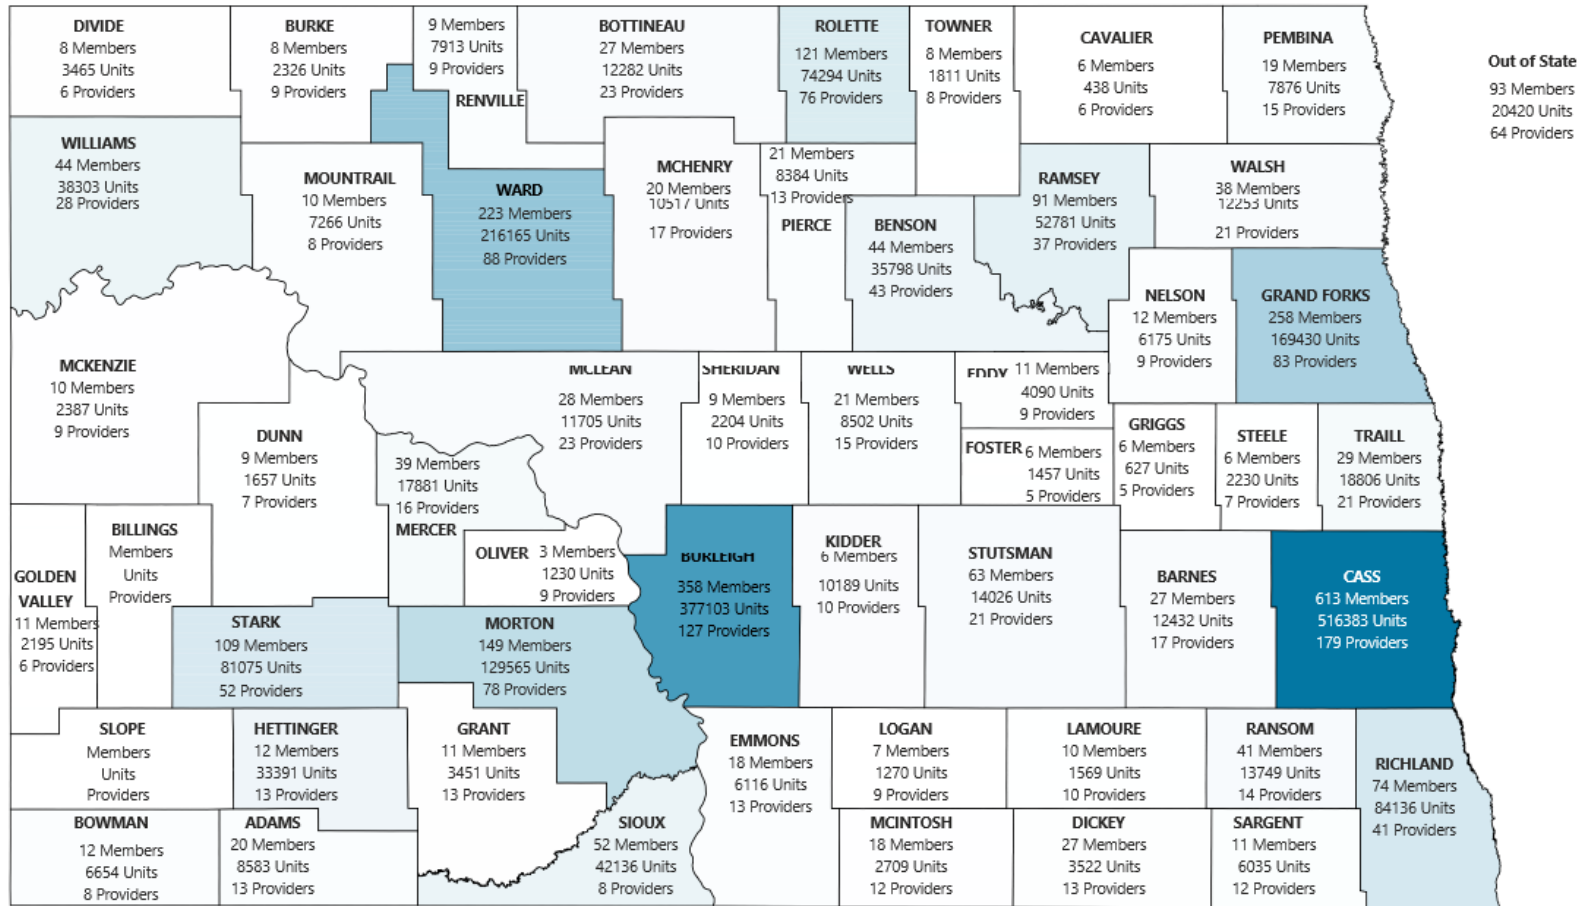 DIVIDE
8 Members
3465 Units
6 Providers
BURKE
8 Members
2326 Units
9 Providers
9 Members
7913 Units
9 Providers
RENVILLE
BOTTINEAU
27 Members
12282 Units
23 Providers
ROLETTE
121 Members
74294 Units
76 Providers
TOWNER
8 Members
1811 Units
8 Providers
CAVALIER
6 Members
438 Units
6 Providers
PEMBINA
19 Members
7876 Units
15 Providers
Out of State
93 Members
20420 Units
64 Providers
WILLIAMS
44 Members
38303 Units
28 Providers
MOUNTRAIL
10 Members
7266 Units
8 Providers
WARD
223 Members
216165 Units
88 Providers
MCHENRY
20 Members
10517 Units
17 Providers
21 Members
8384 Units
13 Providers
PIERCE
BENSON
44 Members
35798 Units
43 Providers
RAMSEY
91 Members
52781 Units
37 Providers
WALSH
38 Members
12253 Units
21 Providers
NELSON
12 Members
6175 Units
9 Providers
GRAND FORKS
258 Members
169430 Units
83 Providers
MCKENZIE
10 Members
2387 Units
9 Providers
DUNN
9 Members
1657 Units
7 Providers
39 Members
17881 Units
16 Providers
MERCER
MCLEAN
28 Members
11705 Units
23 Providers
SHERIDAN
9 Members
2204 Units
10 Providers
WELLS
21 Members
8502 Units
15 Providers
EDDY 11 Members
4090 Units
9 Providers
FOSTER 6 Members
1457 Units
5 Providers
GRIGGS
6 Members
627 Units
5 Providers
STEELE
6 Members
2230 Units
7 Providers
TRAILL
29 Members
18806 Units
21 Providers
GOLDEN
VALLEY
11 Members
2195 Units
6 Providers
BILLINGS
Members
Units
Providers
STARK
109 Members
81075 Units
52 Providers
OLIVER 3 Members
1230 Units
9 Providers
MORTON
149 Members
129565 Units
78 Providers
BURLEIGH
358 Members
377103 Units
127 Providers
KIDDER
6 Members
10189 Units
10 Providers
STUTSMAN
63 Members
14026 Units
21 Providers
BARNES
27 Members
12432 Units
17 Providers
CASS
613 Members
516383 Units
179 Providers
SLOPE
Members
Units
Providers
HETTINGER
12 Members
33391 Units
13 Providers
GRANT
11 Members
3451 Units
13 Providers
EMMONS
18 Members
6116 Units
13 Providers
LOGAN
7 Members
1270 Units
9 Providers
LAMOURE
10 Members
1569 Units
10 Providers
RANSOM
41 Members
13749 Units
14 Providers
RICHLAND
74 Members
84136 Units
41 Providers
BOWMAN
12 Members
6654 Units
8 Providers
ADAMS
20 Members
8583 Units
13 Providers
SIOUX
52 Members
42136 Units
8 Providers
MCINTOSH
18 Members
2709 Units
12 Providers
DICKEY
27 Members
3522 Units
13 Providers
SARGENT
11 Members
6035 Units
12 Providers